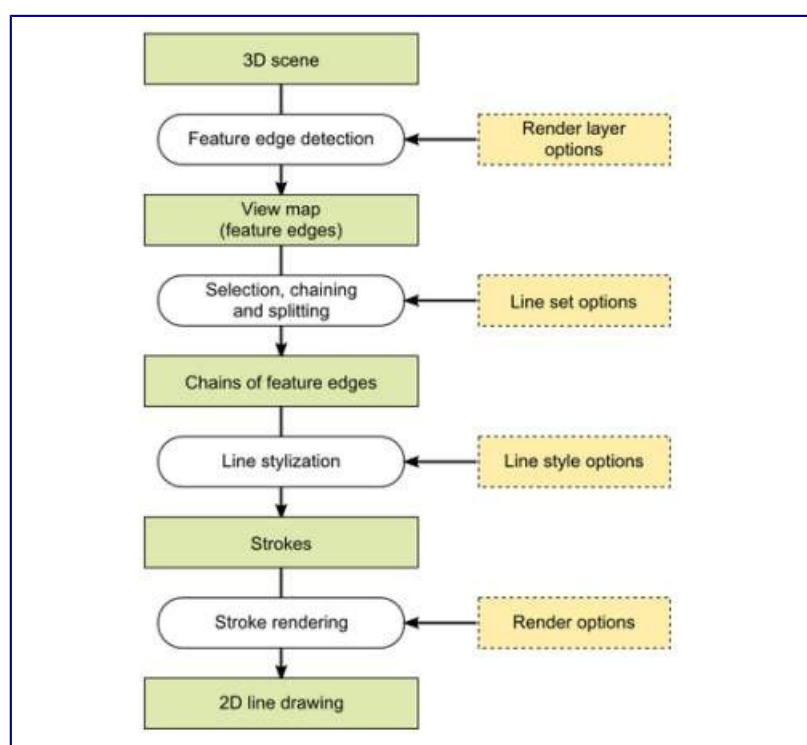 3D scene
Feature edge detection
Render layer
options
View map
(feature edges)
Selection, chaining
and splitting
Line set options
Chains of feature edges
Line stylization
Line style options
Strokes
Stroke rendering
Render options
2D line drawing